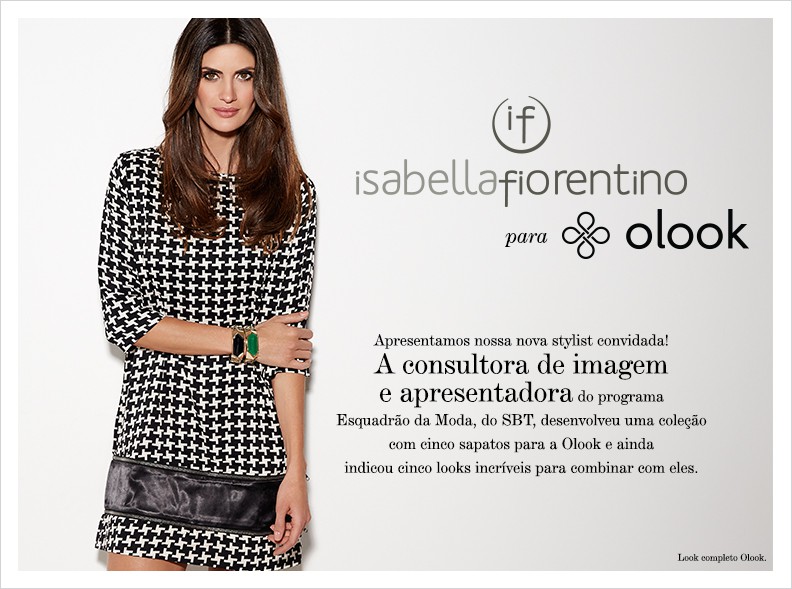 if
isabellafiorentino
para olook
Apresentamos nossa nova stylist convidada!
A consultora de imagem
e apresentadora do programa
Esquadrão da Moda, do SBT, desenvolveu uma coleção
com cinco sapatos para a Olook e ainda
indicou cinco looks incríveis para combinar com eles.
Look completo Olook.